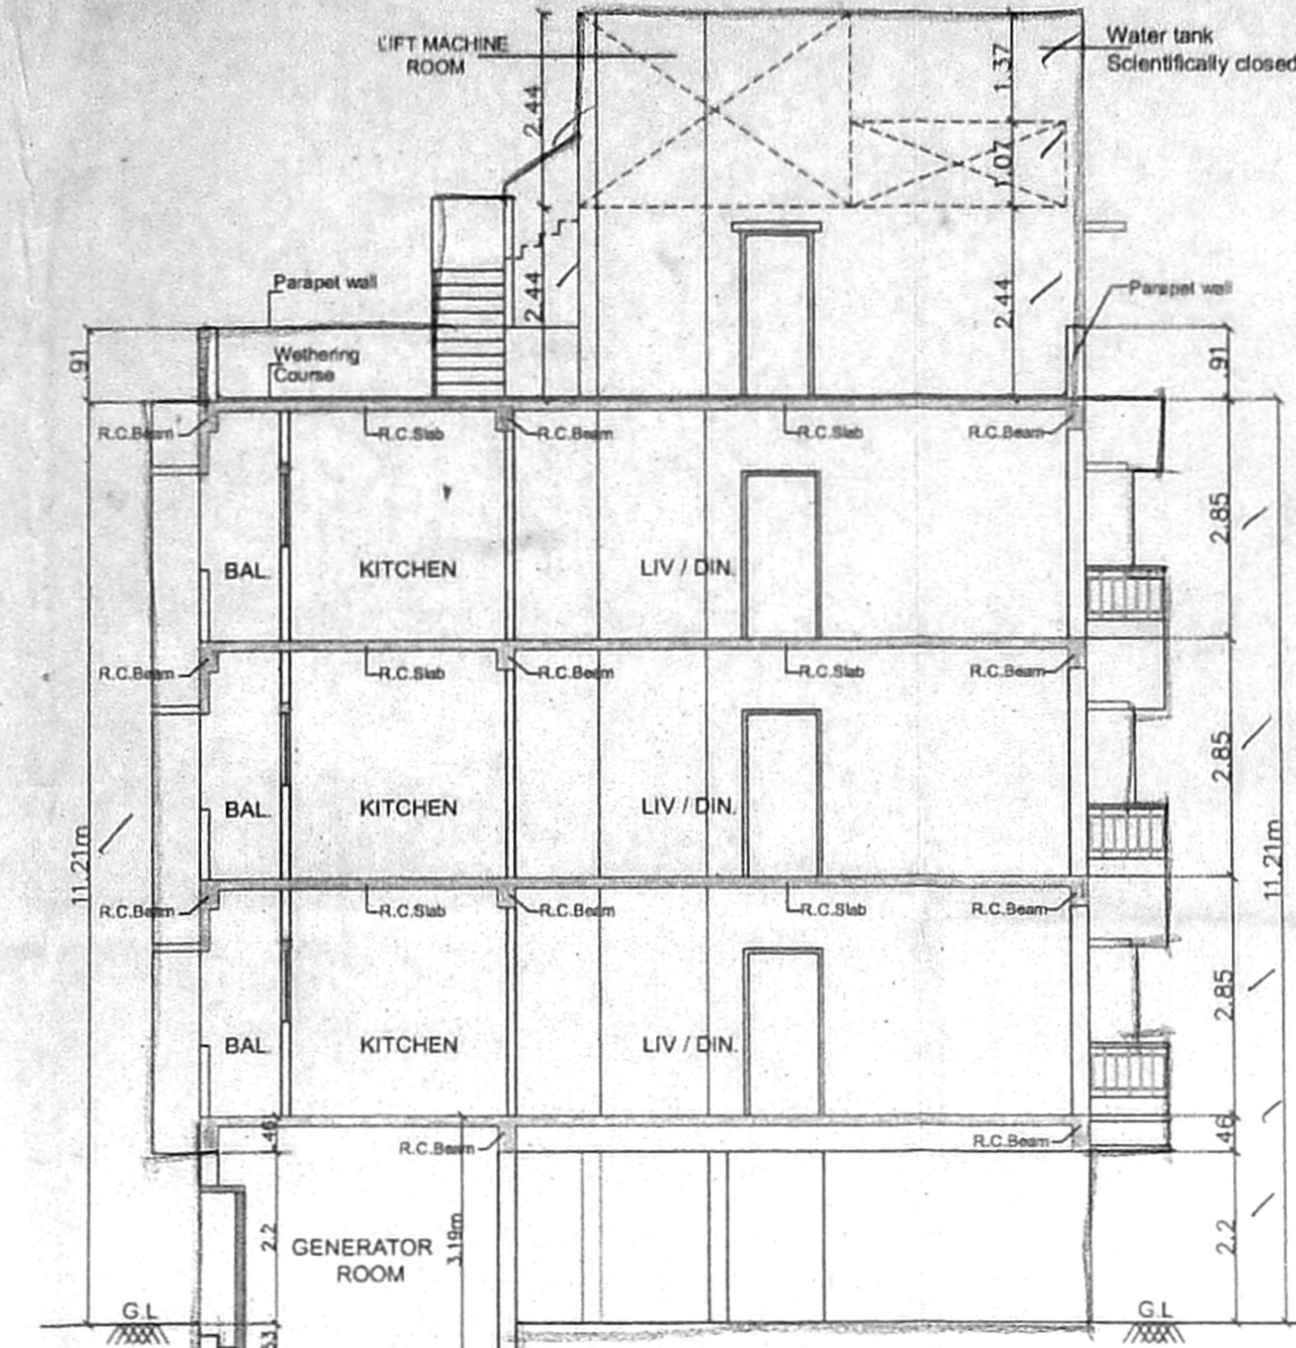 LIFT MACHINE
ROOM
Water tank
Scientifically closed
2.44
1.37
1.07
Parapet wall
2.44
2.44
Parapet wall
.91
Wethering
Course
.91
R.C.Beam
R.C.Slab
R.C.Beam
R.C.Slab
R.C.Beam
2.85
BAL.
KITCHEN
LIV / DIN.
R.C.Beam
R.C.Slab
R.C.Beam
R.C.Slab
R.C.Beam
2.85
BAL.
KITCHEN
LIV / DIN.
11.21m
11.21m
R.C.Beam
R.C.Slab
R.C.Beam
R.C.Slab
R.C.Beam
2.85
BAL.
KITCHEN
LIV / DIN.
.46
R.C.Beam
R.C.Beam
.46
2.2
GENERATOR
ROOM
3.19m
2.2
G.L
G.L